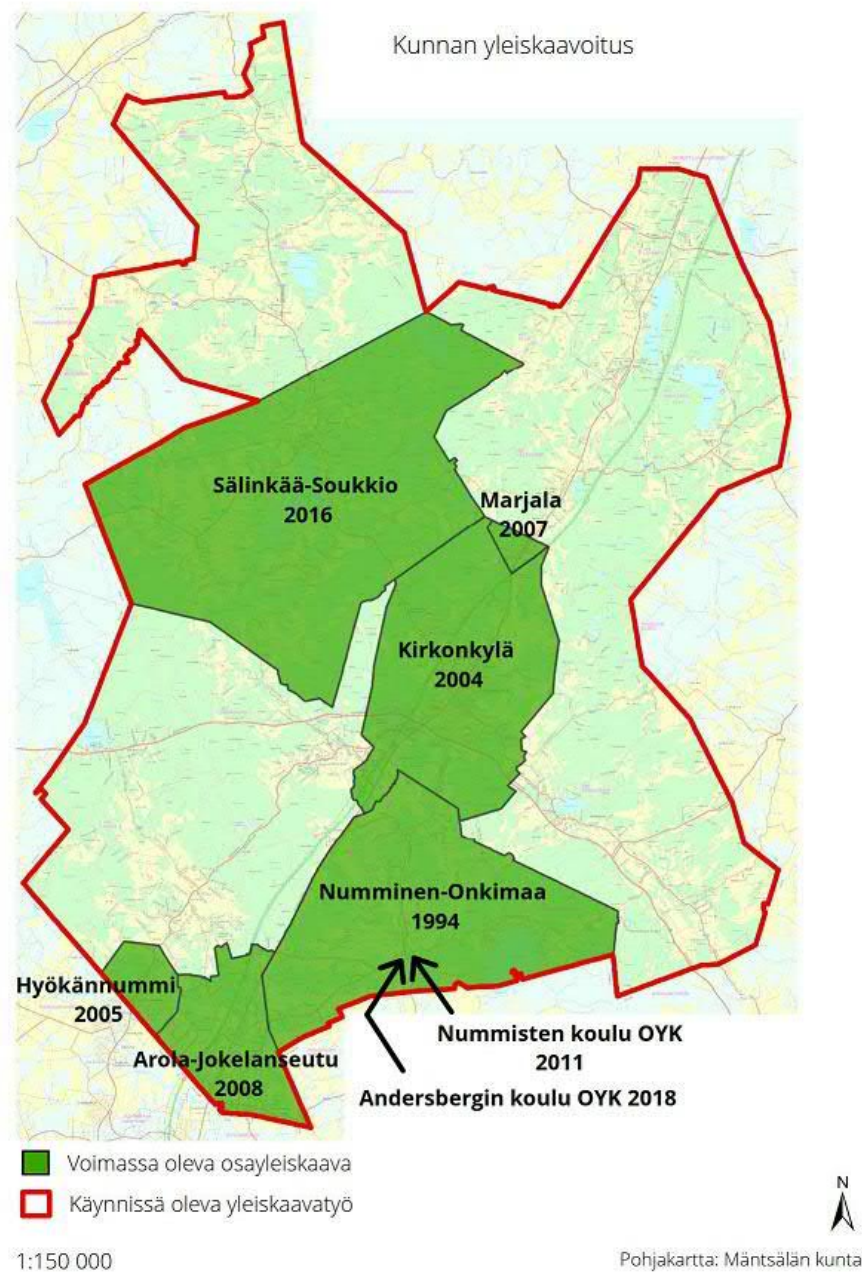 Kunnan yleiskaavoitus
Sälinkää-Soukkio
2016
Marjala
2007
Kirkonkylä
2004
Numminen-Onkimaa
1994
Hyökännummi
2005
Arola-Jokelanseutu
2008
Nummisten koulu OYK
2011
Andersbergin koulu OYK 2018
Voimassa oleva osayleiskaava
Käynnissä oleva yleiskaavatyö
N
1:150 000
Pohjakartta: Mäntsälän kunta